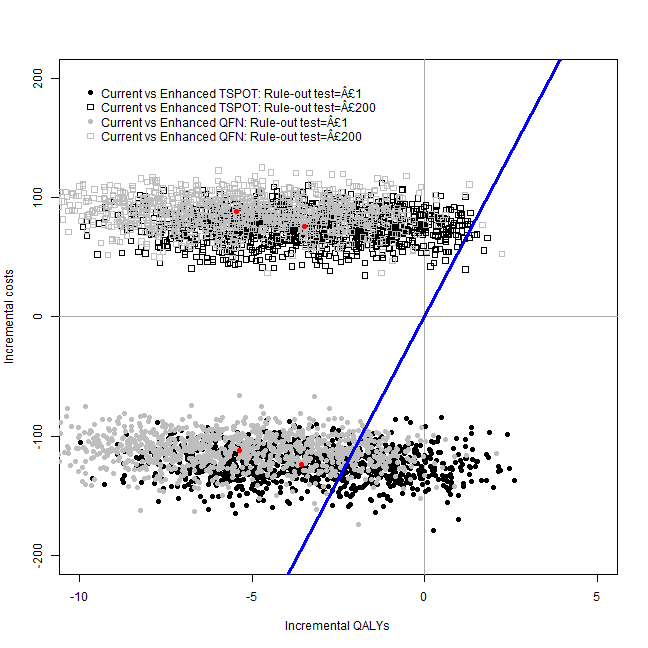 Current vs Enhanced TSPOT: Rule-out test=Â£1
Current vs Enhanced TSPOT: Rule-out test=Â£200
Current vs Enhanced QFN: Rule-out test=Â£1
Current vs Enhanced QFN: Rule-out test=Â£200
200
100
0
-100
-200
Incremental costs
-10 -5 0 5
Incremental QALYs